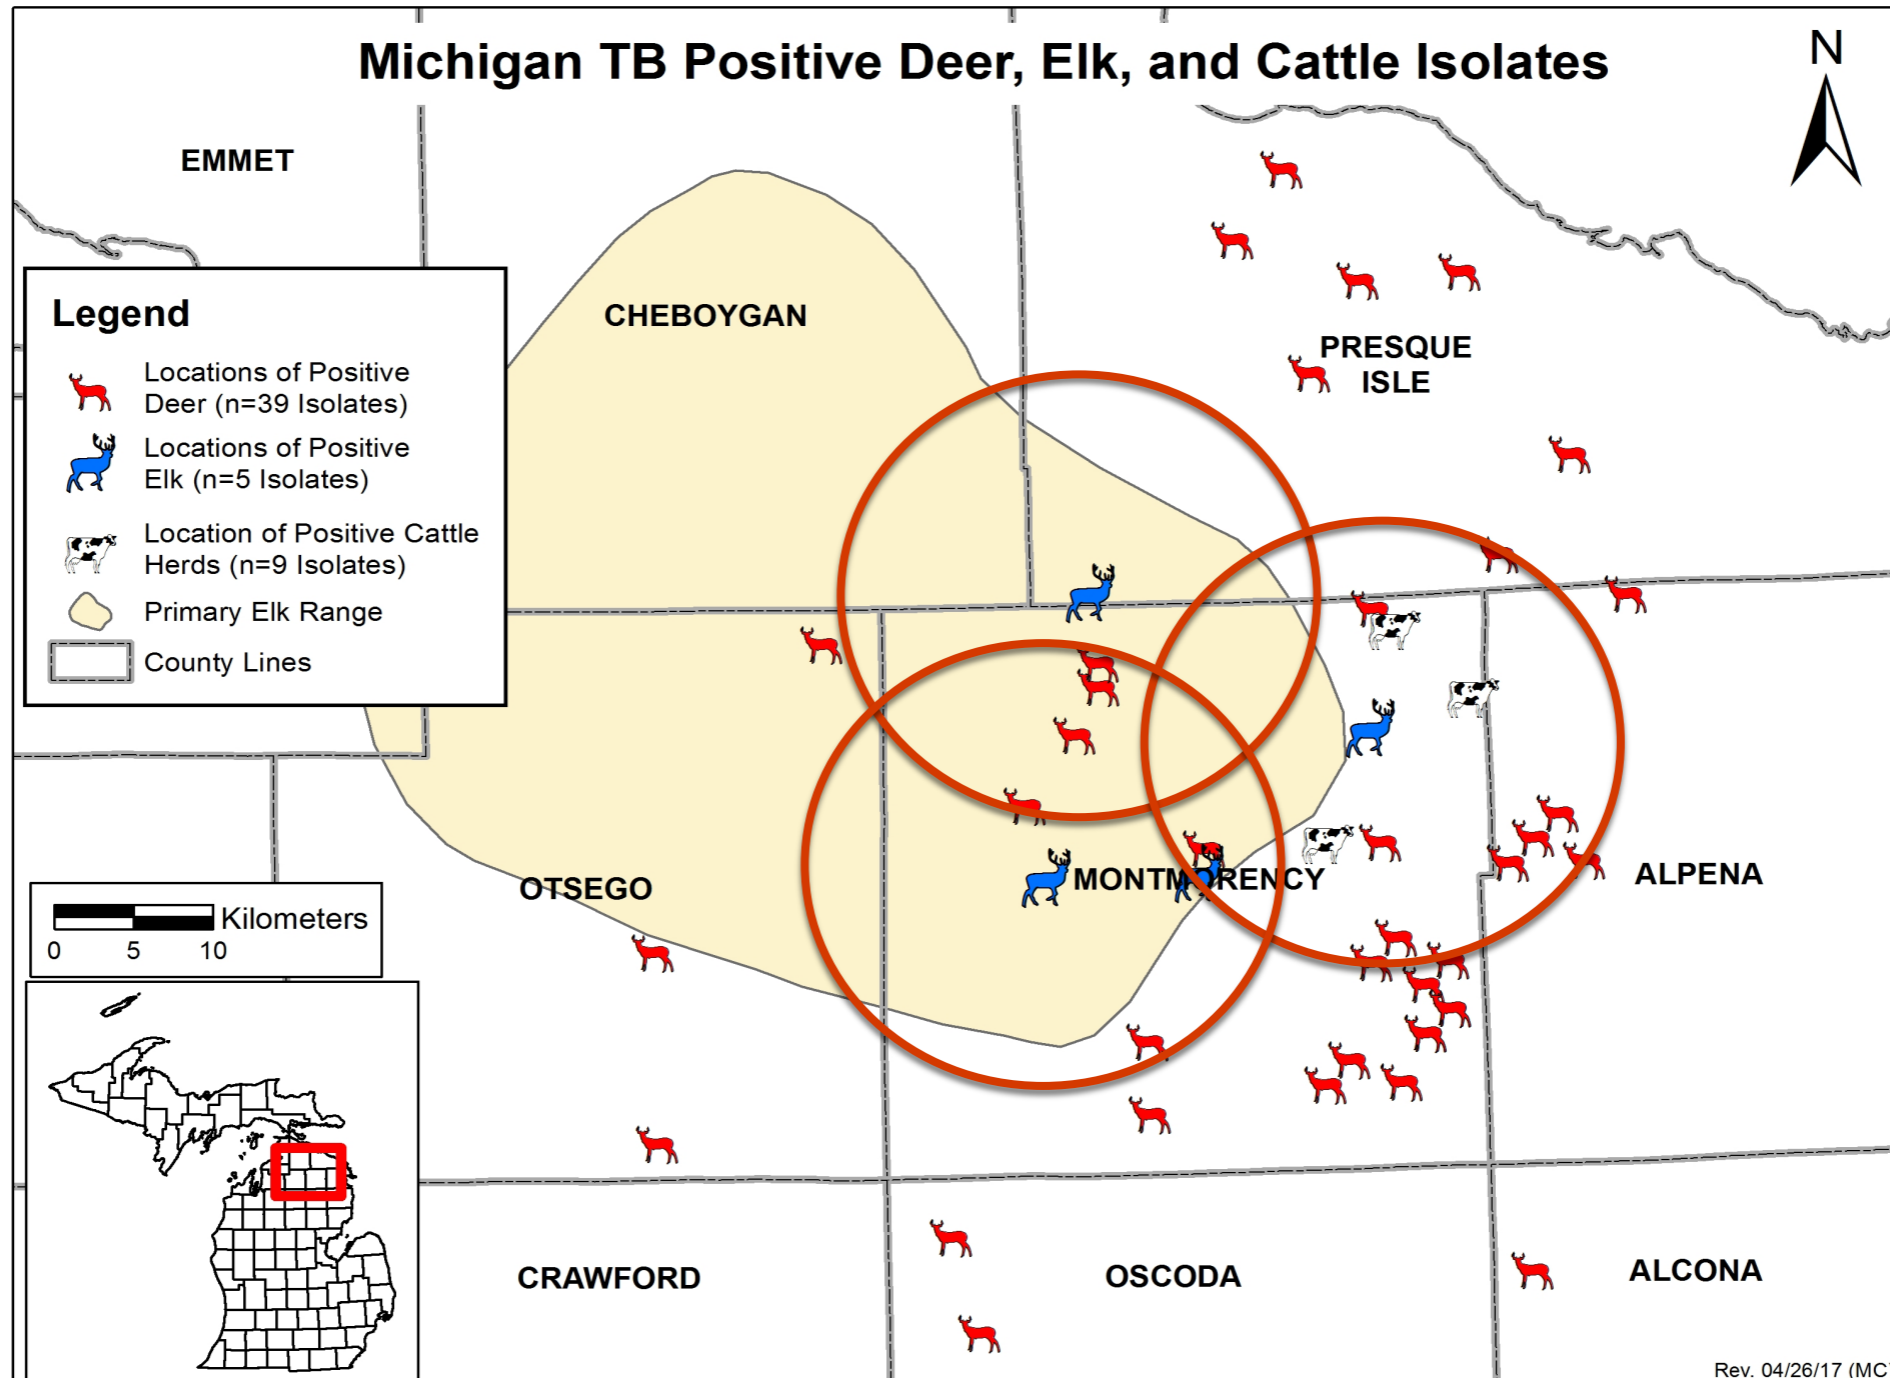 Michigan TB Positive Deer, Elk, and Cattle Isolates
N
EMMET
CHEBOYGAN
PRESQUE
ISLE
Legend
Locations of Positive
Deer (n=39 Isolates)
Locations of Positive
Elk (n=5 Isolates)
Location of Positive Cattle
Herds (n=9 Isolates)
Primary Elk Range
County Lines
OTSEGO
MONTMORENCY
ALPENA
Kilometers
0 5 10
CRAWFORD
OSCODA
ALCONA
Rev. 04/26/17 (MC